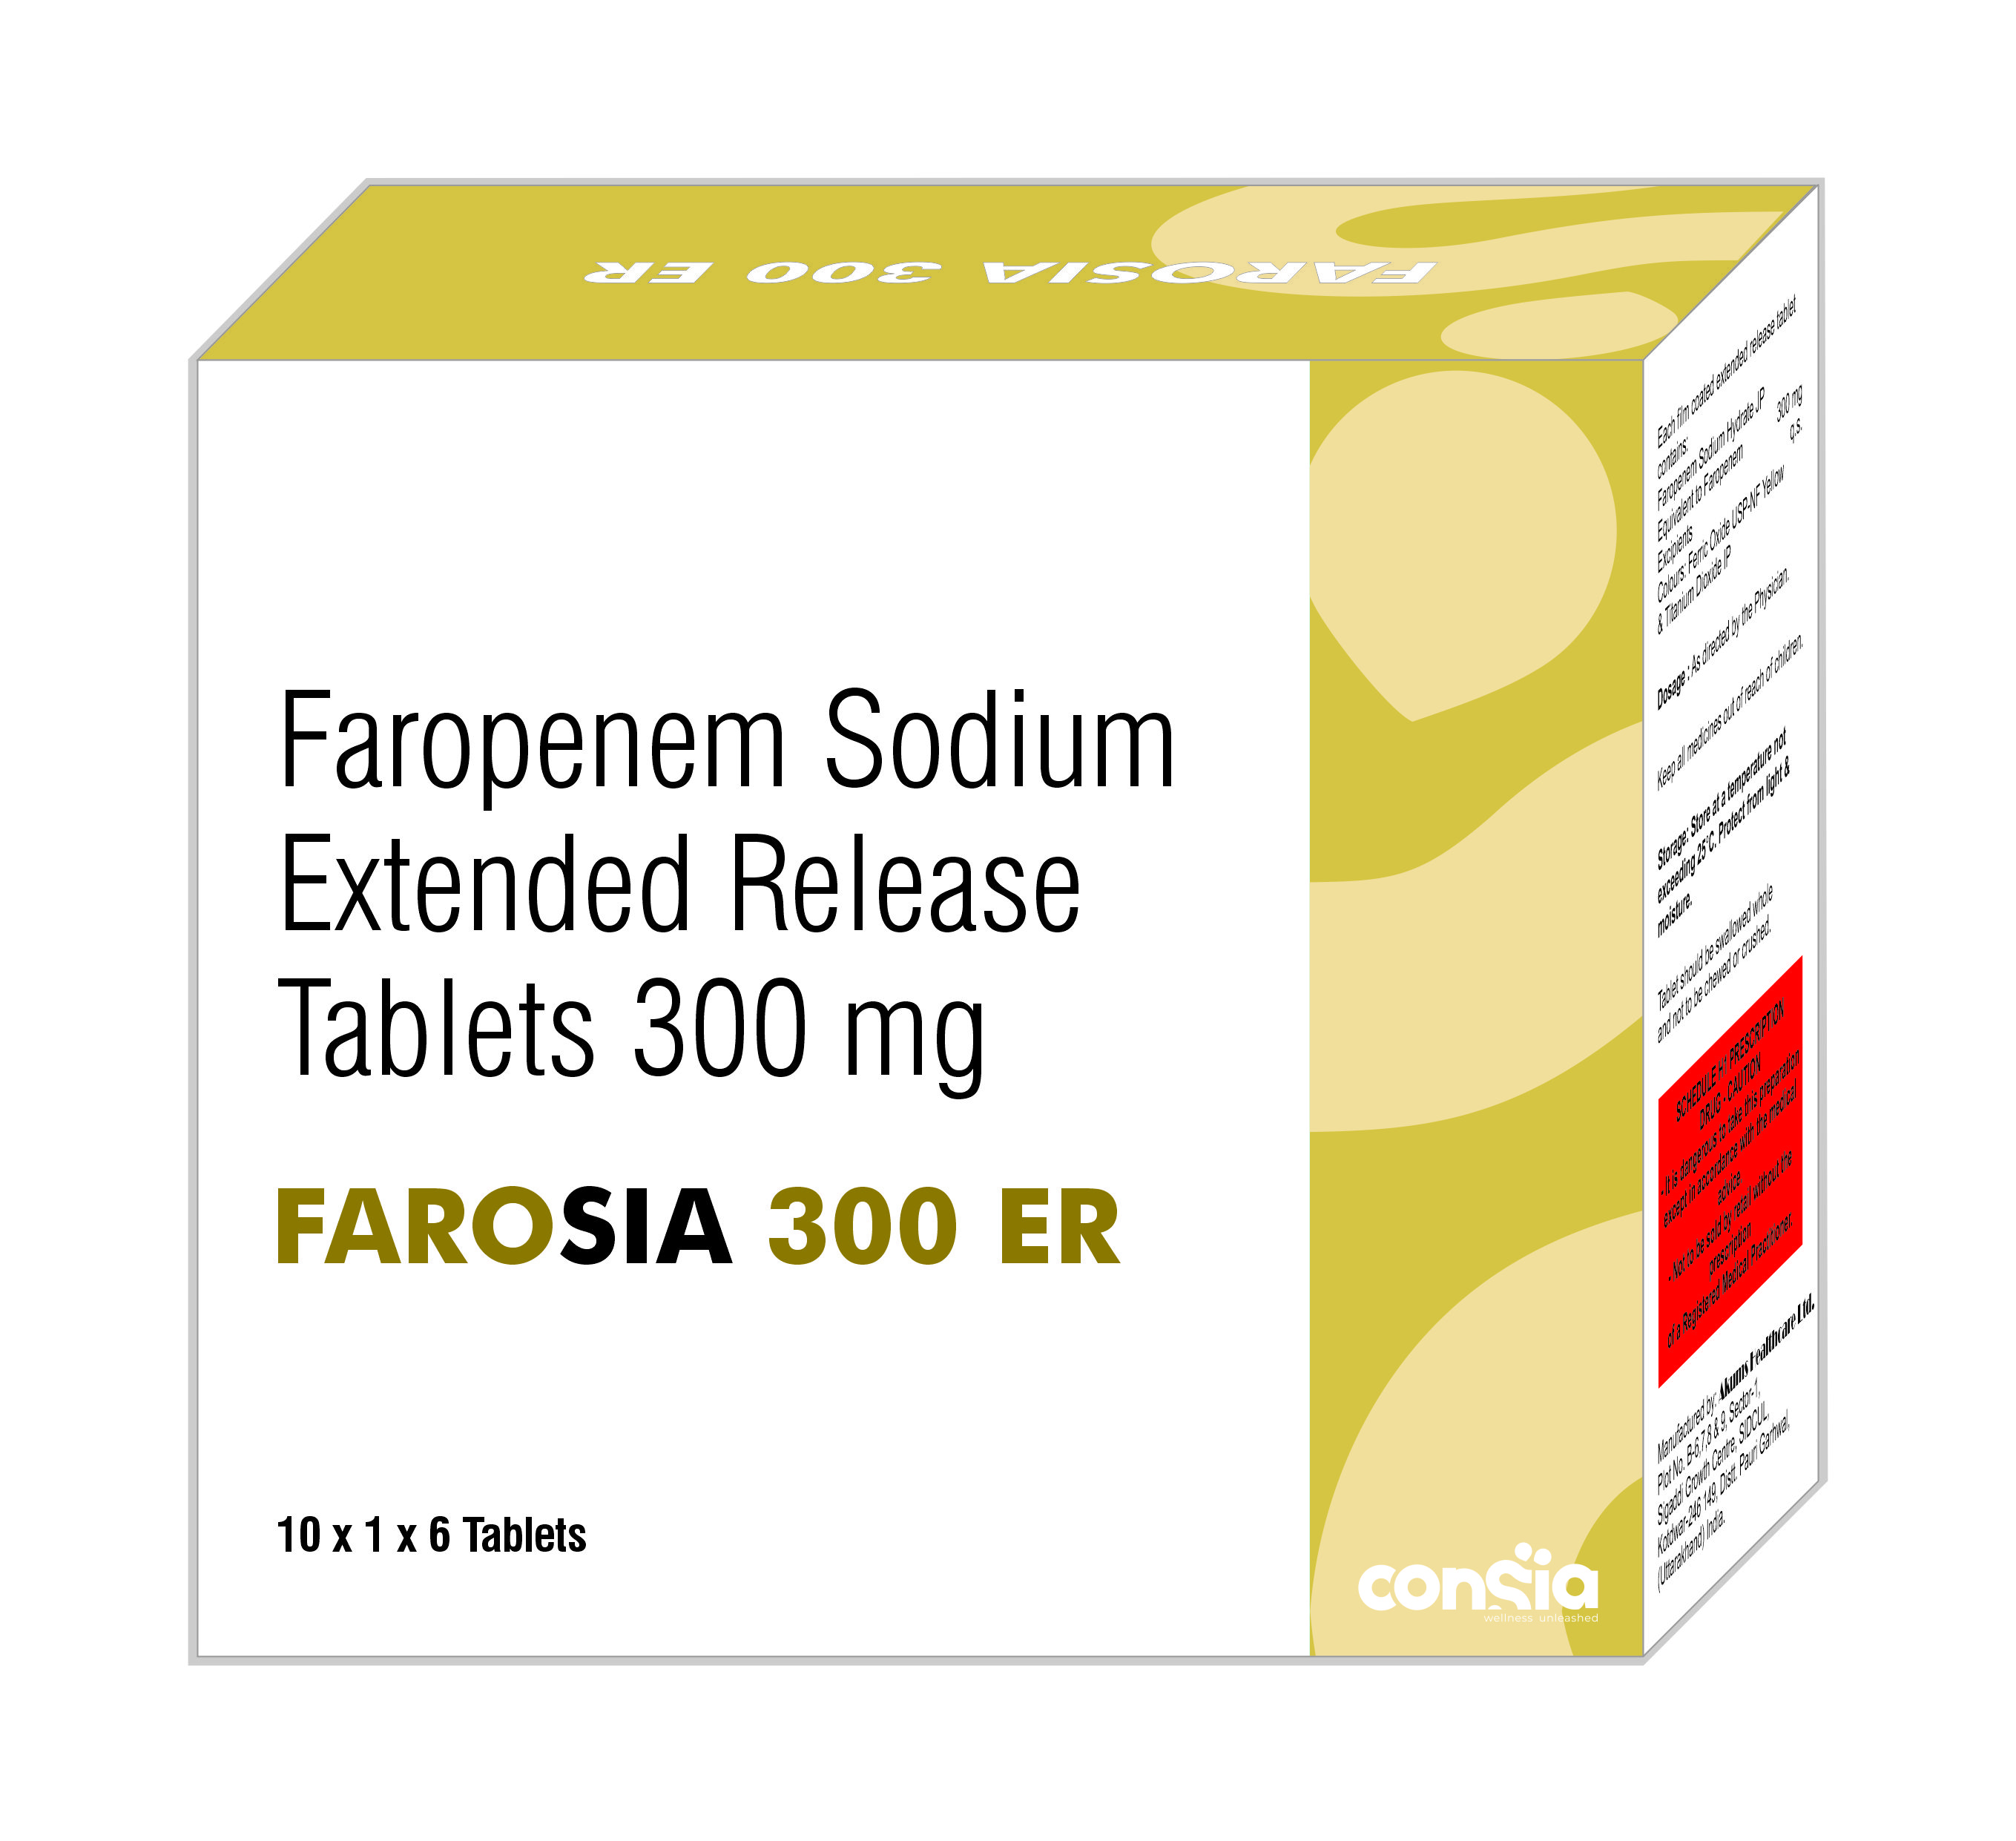 FAROSIA 300 ER
Faropenem Sodium
Extended Release
Tablets 300 mg
FAROSIA 300 ER
10 x 1 x 6 Tablets
consia
wellness unleashed
Each film coated extended release tablet
contains:
Faropenem Sodium Hydrate JP
Equivalent to Faropenem 300 mg
Excipients q.s.
Colours: Ferric Oxide USP-NF Yellow
& Titanium Dioxide IP
Dosage : As directed by the Physician.
Keep all medicines out of reach of children.
Storage: Store at a temperature not
exceeding 25°C. Protect from light &
moisture.
Tablet should be swallowed whole
and not to be chewed or crushed.
SCHEDULE H1 PRESCRIPTION
DRUG - CAUTION
- It is dangerous to take this preparation
except in accordance with the medical
advice
- Not to be sold by retail without the
prescription
of a Registered Medical Practitioner.
Manufactured by: Akums Healthcare Ltd.
Plot No. B-6,7,8 & 9, Sector-1,
Sigaddi Growth Centre, SIDCUL,
Kotdwar-246 149, Distt. Pauri Garhwal,
(Uttarakhand) India.